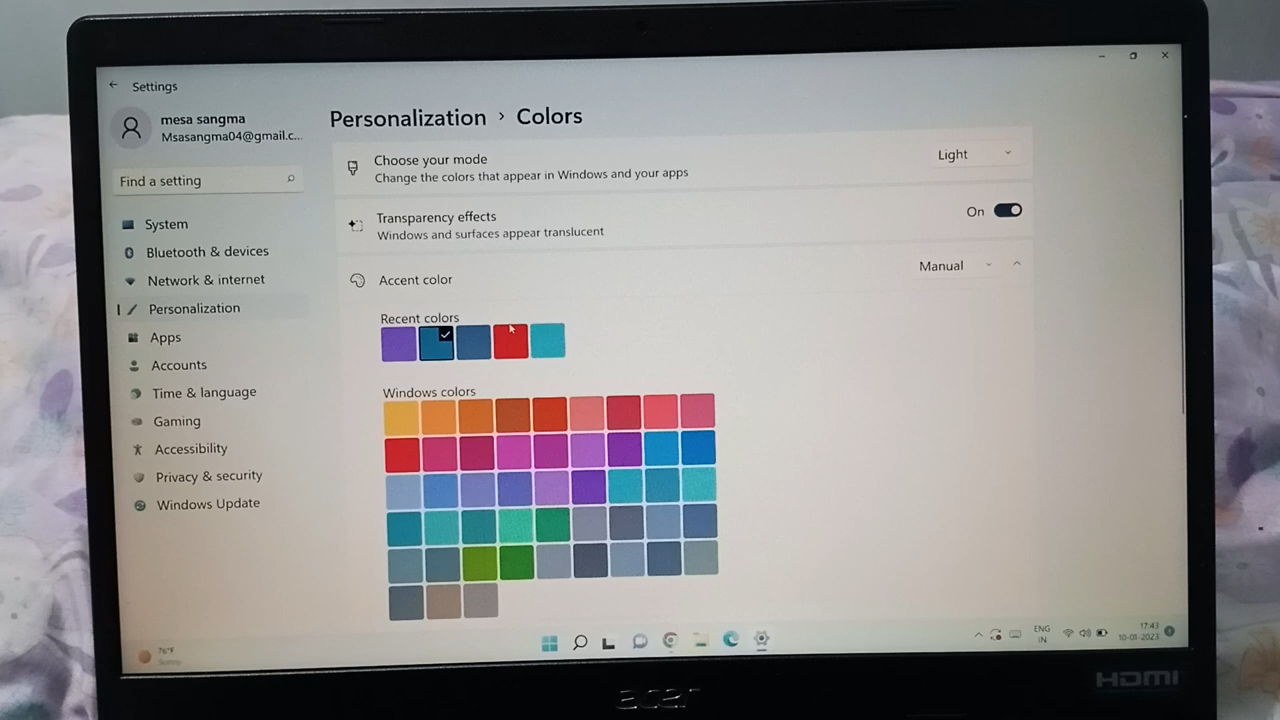 Settings
mesa sangma
Msasangma04@gmail.c...
Find a setting
System
Bluetooth & devices
Network & internet
Personalization
Apps
Accounts
Time & language
Gaming
Accessibility
Privacy & security
Windows Update
Personalization › Colors
Choose your mode
Change the colors that appear in Windows and your apps
Light
Transparency effects
Windows and surfaces appear translucent
On
Accent color
Manual
Recent colors
Windows colors
76°F
Sunny
ENG
IN
17:43
10-01-2023
acer
HDMI